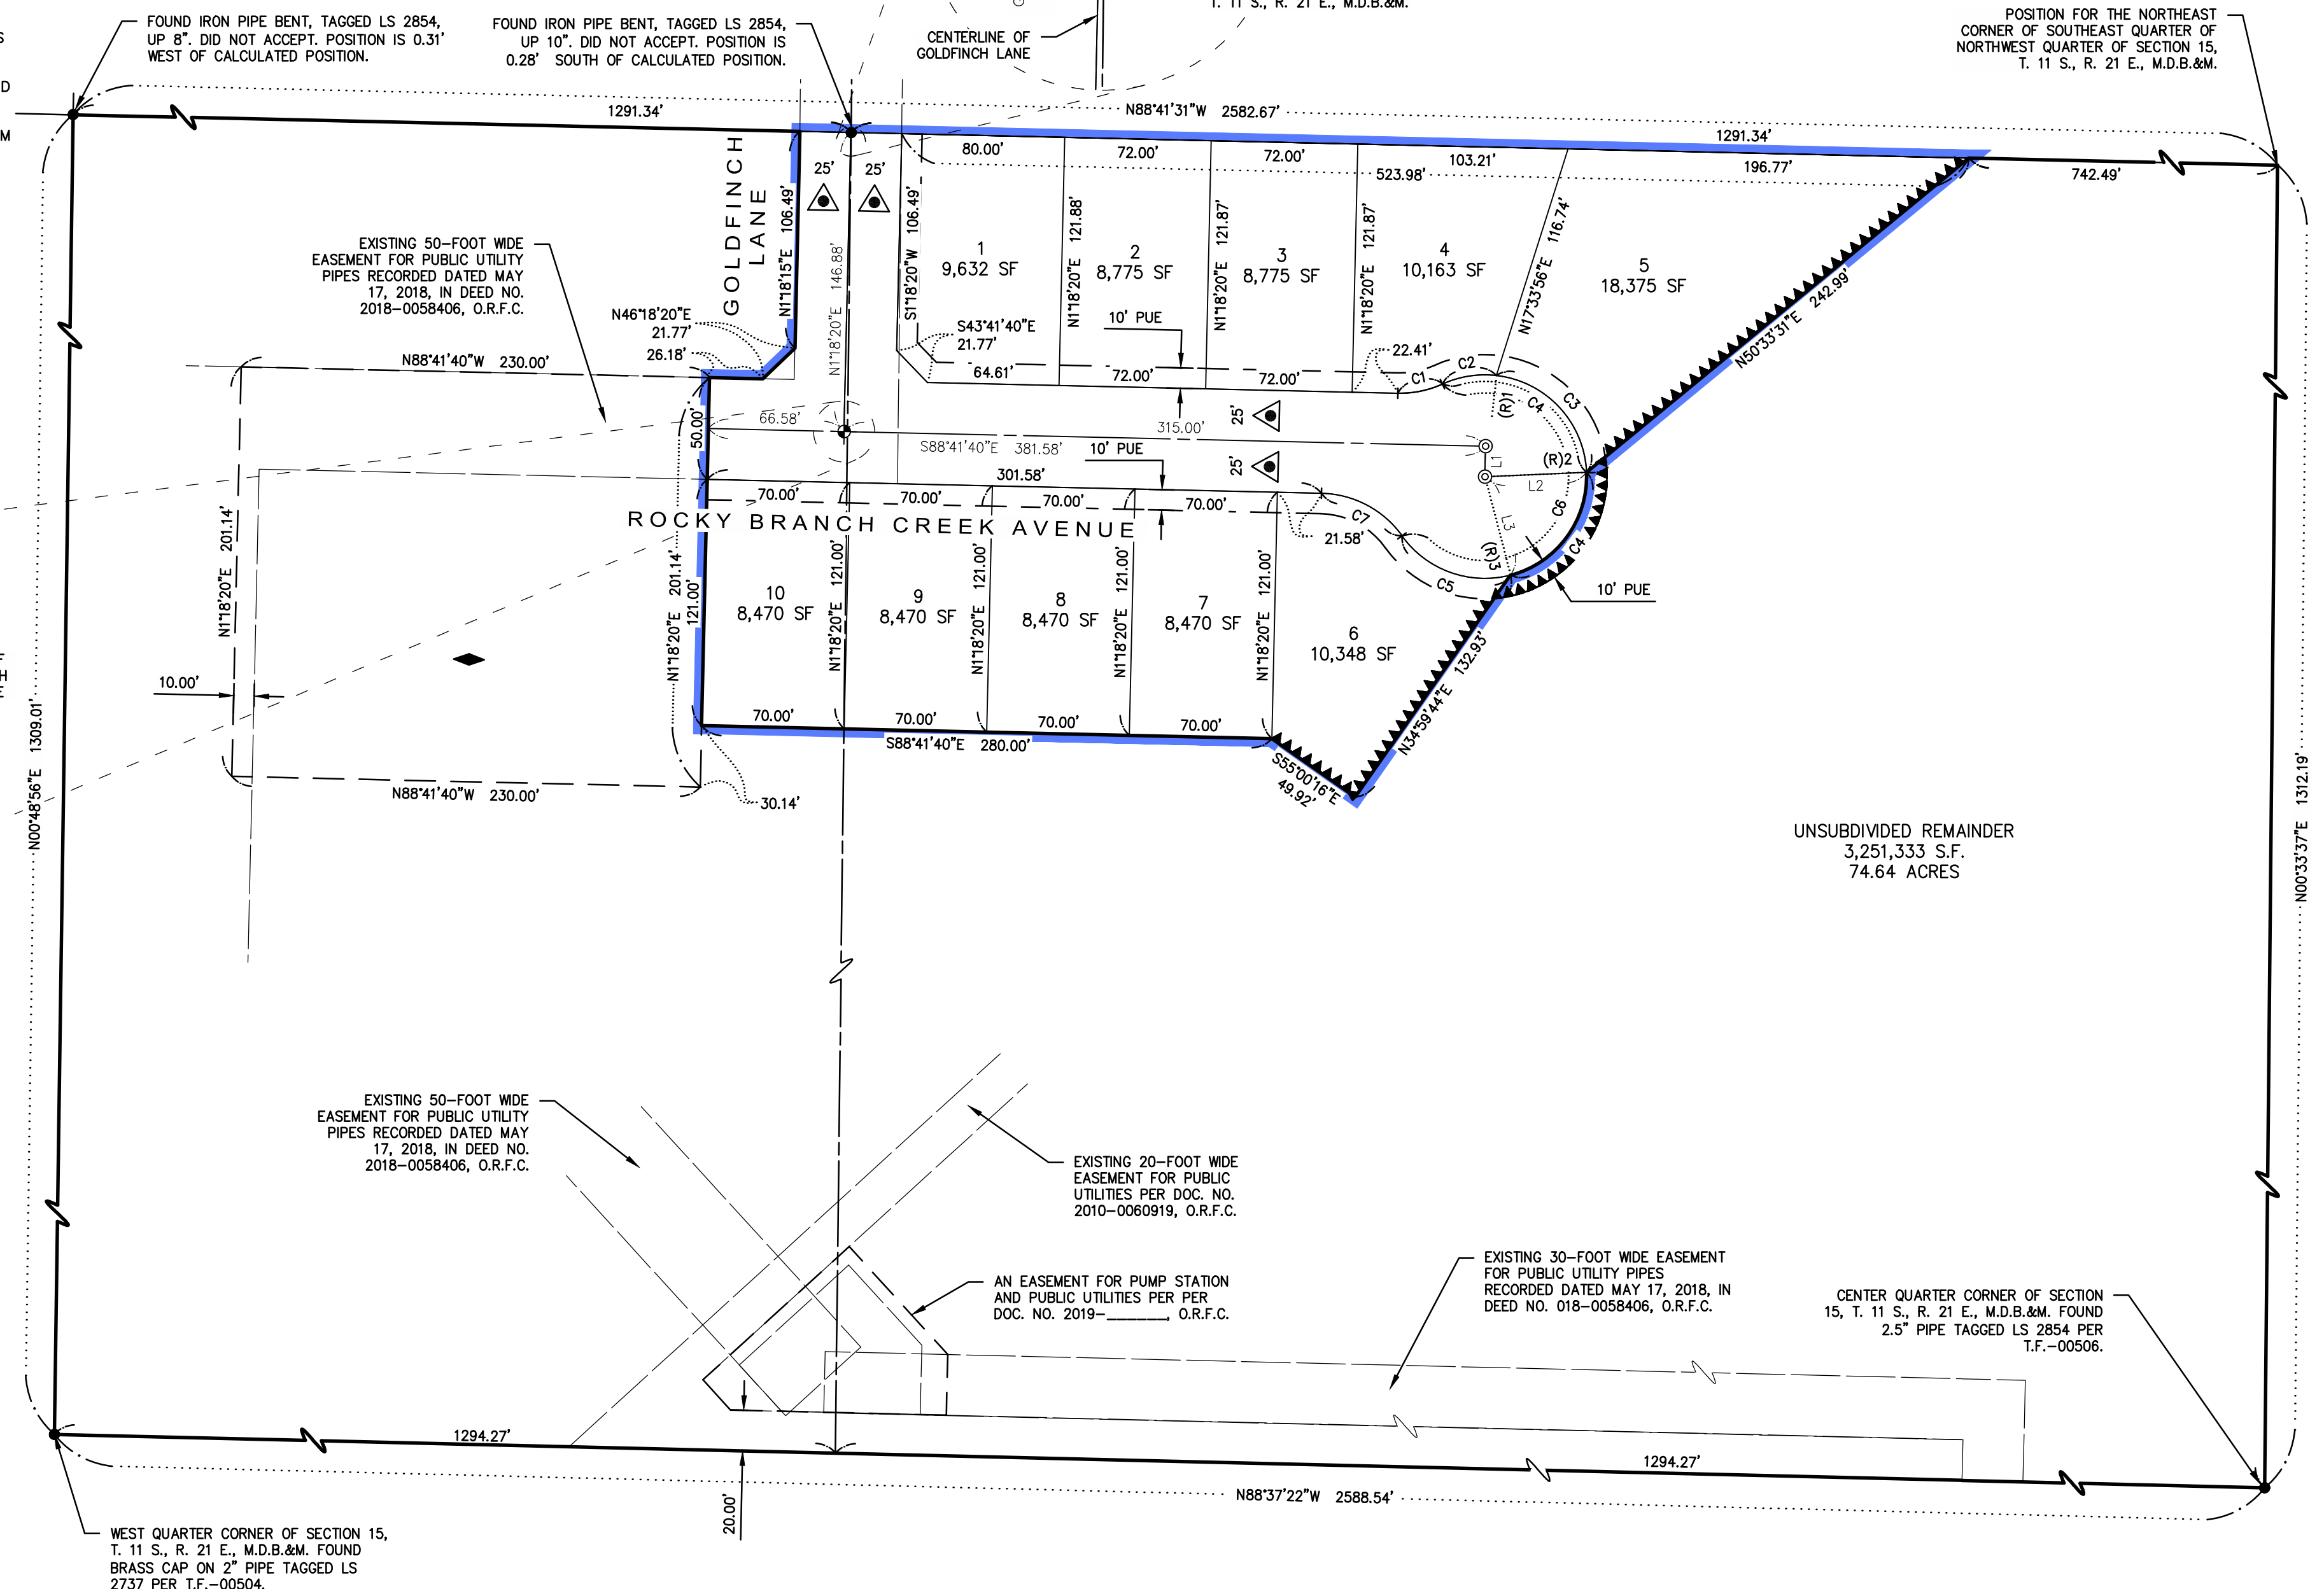 FOUND IRON PIPE BENT, TAGGED LS 2854,
UP 8". DID NOT ACCEPT. POSITION IS 0.31'
WEST OF CALCULATED POSITION.
FOUND IRON PIPE BENT, TAGGED LS 2854,
UP 10". DID NOT ACCEPT. POSITION IS
0.28' SOUTH OF CALCULATED POSITION.
CENTERLINE OF
GOLDFINCH LANE
T. 11 S., R. 21 E., M.D.B.&M.
POSITION FOR THE NORTHEAST
CORNER OF SOUTHEAST QUARTER OF
NORTHWEST QUARTER OF SECTION 15,
T. 11 S., R. 21 E., M.D.B.&M.
S
D
M
1291.34'
N88°41'31"W 2582.67'
1291.34'
742.49'
GOLDFINCH
LANE
25'
25'
80.00'
72.00'
72.00'
103.21'
196.77'
523.98'
N1°18'15"E 106.49'
N1°18'20"E 146.88'
S1°18'20"W 106.49'
1
9,632 SF
N1°18'20"E 121.88'
2
8,775 SF
N1°18'20"E 121.87'
3
8,775 SF
N1°18'20"E 121.87'
4
10,163 SF
N17°33'56"E 116.74'
5
18,375 SF
N50°33'31"E 242.99'
EXISTING 50-FOOT WIDE
EASEMENT FOR PUBLIC UTILITY
PIPES RECORDED DATED MAY
17, 2018, IN DEED NO.
2018-0058406, O.R.F.C.
N46°18'20"E
21.77'
26.18'
S43°41'40"E
21.77'
10' PUE
22.41'
N88°41'40"W 230.00'
64.61'
72.00'
72.00'
C1
C2
C3
C4
(R)1
50.00'
66.58'
S88°41'40"E 381.58'
315.00'
25'
10' PUE
25'
L1
(R)2
L2
301.58'
70.00'
70.00'
70.00'
70.00'
C7
L3
C6
(R)3
C4
C5
21.58'
ROCKY BRANCH CREEK AVENUE
N1°18'20"E 201.14'
N1°18'20"E 201.14'
121.00'
10
8,470 SF
N1°18'20"E 121.00'
9
8,470 SF
N1°18'20"E 121.00'
8
8,470 SF
N1°18'20"E 121.00'
7
8,470 SF
N1°18'20"E 121.00'
6
10,348 SF
10' PUE
N34°59'44"E 132.93'
10.00'
F
H
E
70.00'
70.00'
70.00'
70.00'
S88°41'40"E 280.00'
S55°00'16"E
49.92'
N88°41'40"W 230.00'
30.14'
N00°48'56"E 1309.01'
N00°33'37"E 1312.19'
UNSUBDIVIDED REMAINDER
3,251,333 S.F.
74.64 ACRES
EXISTING 50-FOOT WIDE
EASEMENT FOR PUBLIC UTILITY
PIPES RECORDED DATED MAY
17, 2018, IN DEED NO.
2018-0058406, O.R.F.C.
EXISTING 20-FOOT WIDE
EASEMENT FOR PUBLIC
UTILITIES PER DOC. NO.
2010-0060919, O.R.F.C.
AN EASEMENT FOR PUMP STATION
AND PUBLIC UTILITIES PER PER
DOC. NO. 2019-______, O.R.F.C.
EXISTING 30-FOOT WIDE EASEMENT
FOR PUBLIC UTILITY PIPES
RECORDED DATED MAY 17, 2018, IN
DEED NO. 018-0058406, O.R.F.C.
CENTER QUARTER CORNER OF SECTION
15, T. 11 S., R. 21 E., M.D.B.&M. FOUND
2.5" PIPE TAGGED LS 2854 PER
T.F.-00506.
1294.27'
1294.27'
N88°37'22"W 2588.54'
20.00'
WEST QUARTER CORNER OF SECTION 15,
T. 11 S., R. 21 E., M.D.B.&M. FOUND
BRASS CAP ON 2" PIPE TAGGED LS
2737 PER T.F.-00504.